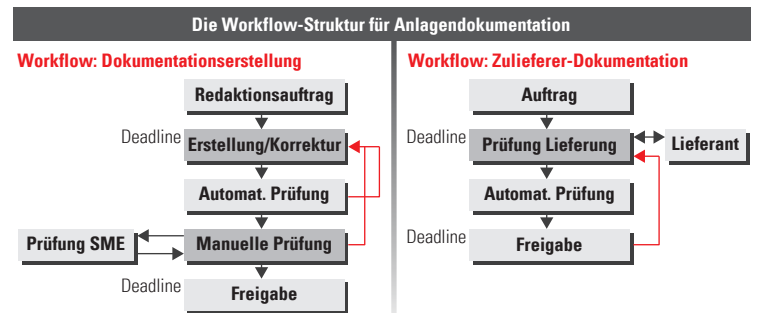 Die Workflow-Struktur für Anlagendokumentation
Workflow: Dokumentationserstellung
Redaktionsauftrag
Deadline
Erstellung/Korrektur
Automat. Prüfung
Prüfung SME
Manuelle Prüfung
Deadline
Freigabe
Workflow: Zulieferer-Dokumentation
Auftrag
Deadline
Prüfung Lieferung
Lieferant
Automat. Prüfung
Deadline
Freigabe